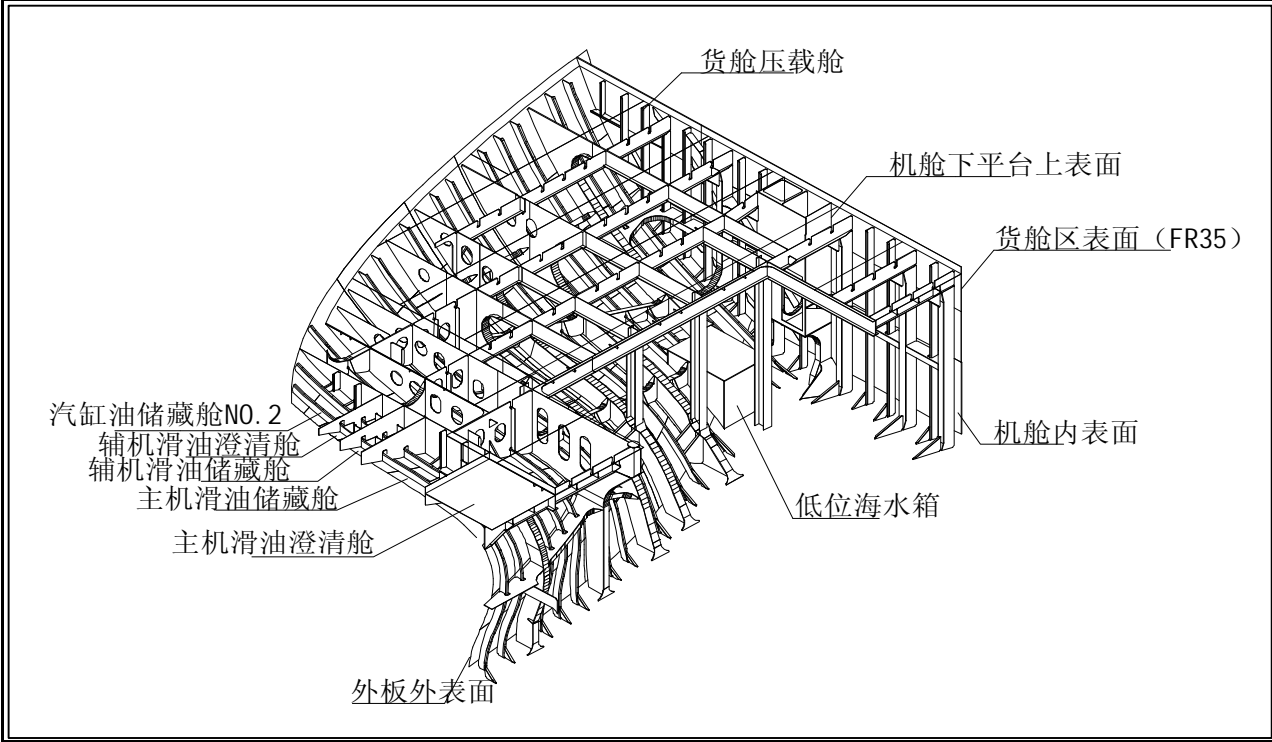 货舱压载舱
机舱下平台上表面
货舱区表面（FR35）
汽缸油储藏舱NO.2
辅机滑油澄清舱
机舱内表面
辅机滑油储藏舱
主机滑油储藏舱
低位海水箱
主机滑油澄清舱
外板外表面